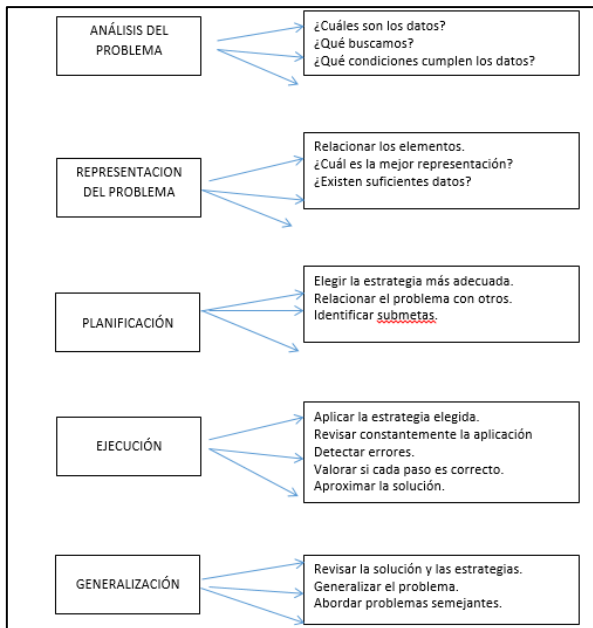 ANÁLISIS DEL
PROBLEMA
¿Cuáles son los datos?
¿Qué buscamos?
¿Qué condiciones cumplen los datos?
REPRESENTACION
DEL PROBLEMA
Relacionar los elementos.
¿Cuál es la mejor representación?
¿Existen suficientes datos?
PLANIFICACIÓN
Elegir la estrategia más adecuada.
Relacionar el problema con otros.
Identificar submetas.
EJECUCIÓN
Aplicar la estrategia elegida.
Revisar constantemente la aplicación
Detectar errores.
Valorar si cada paso es correcto.
Aproximar la solución.
GENERALIZACIÓN
Revisar la solución y las estrategias.
Generalizar el problema.
Abordar problemas semejantes.